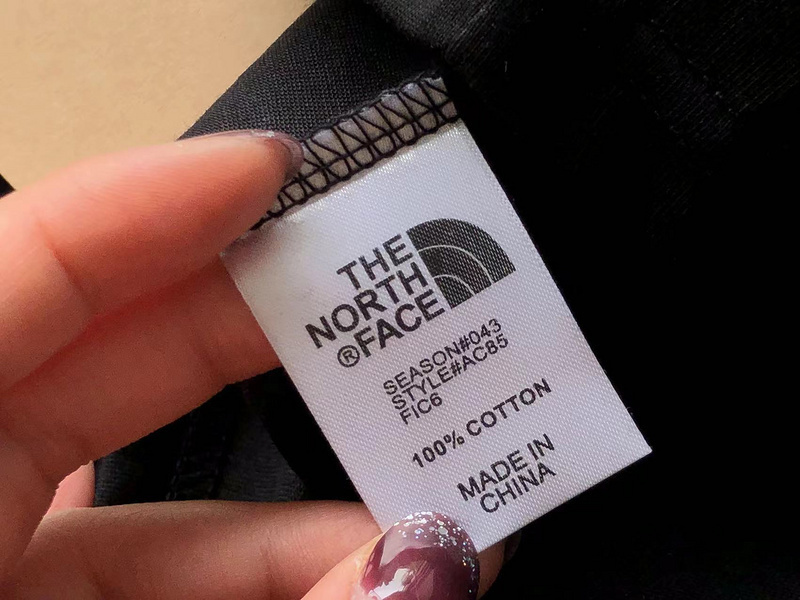 THE
NORTH
®FACE
SEASON#043
STYLE#AC85
FIC6
100% COTTON
MADE IN
CHINA